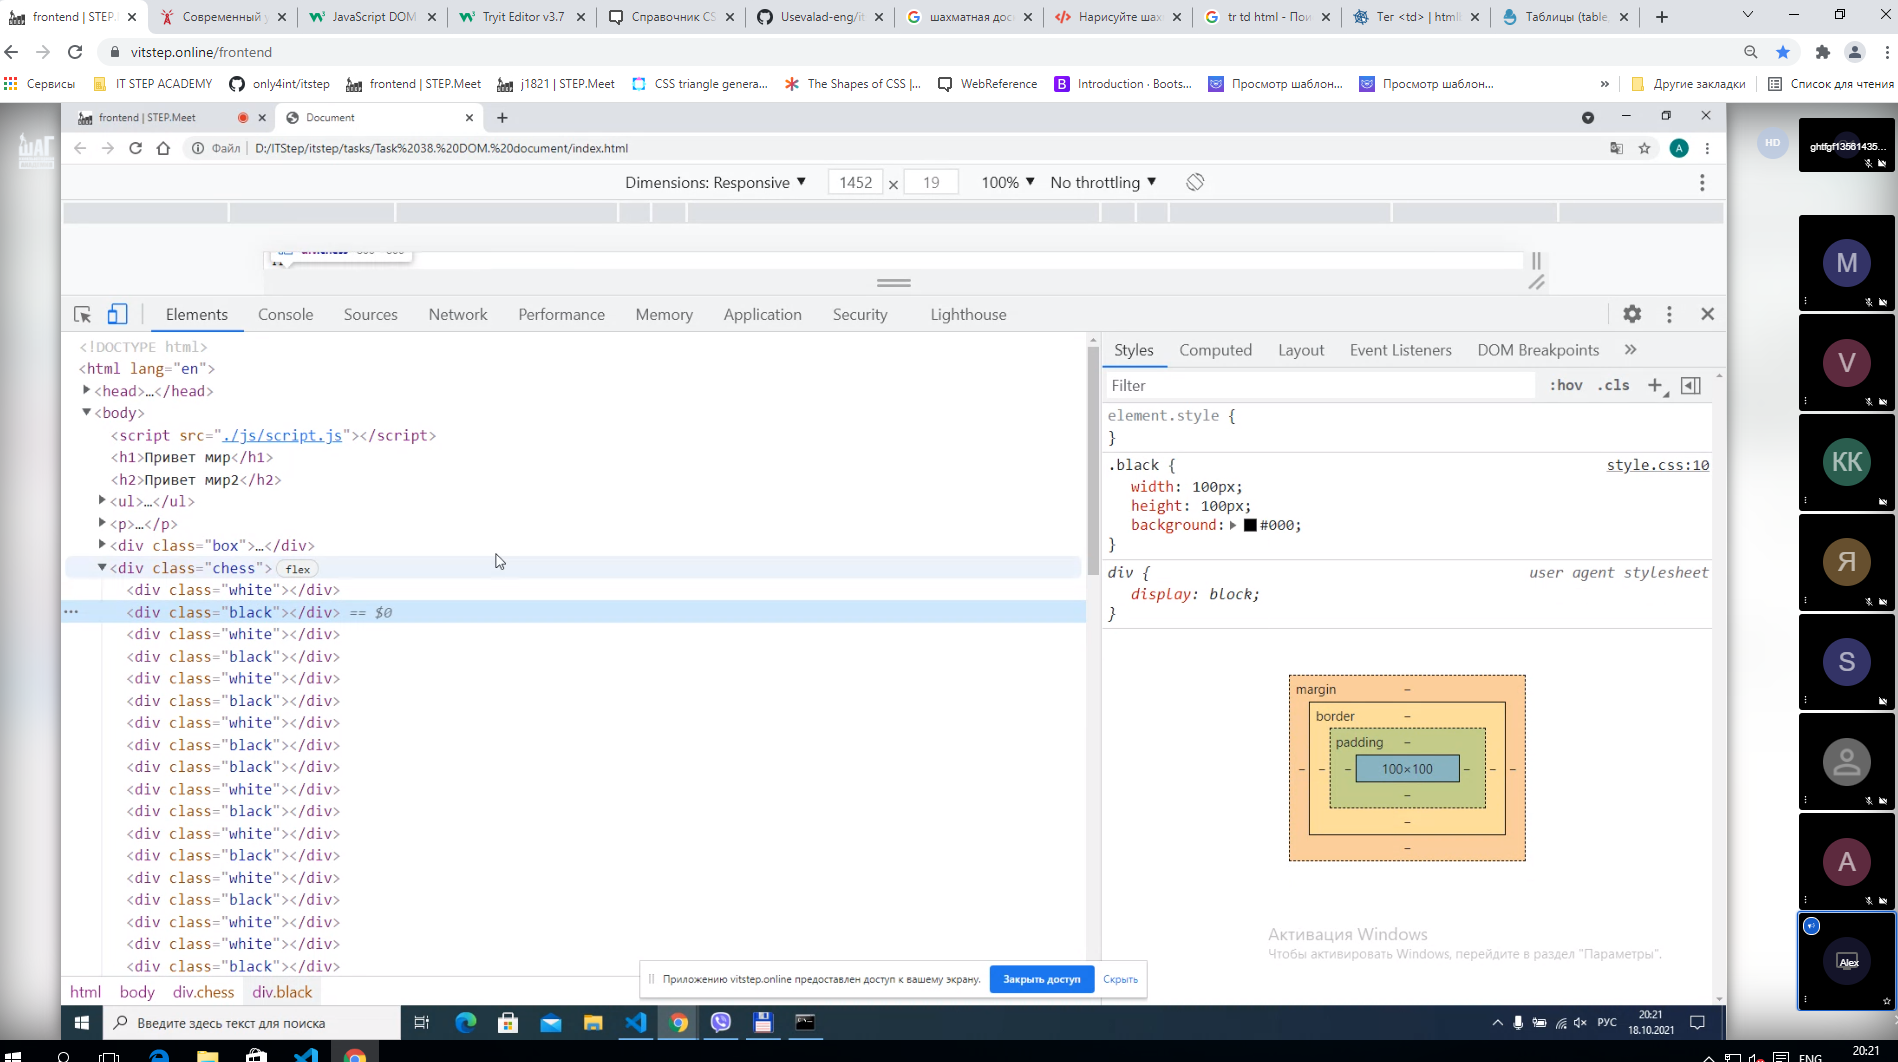 frontend | STEP.
Современный у
JavaScript DOM
Tryit Editor v3.7
Справочник CS
Usevalad-eng/it
шахматная дос
Нарисуйте шах
tr td html - Пои
Тег <td> | html
Таблицы (table,
vitstep.online/frontend
Сервисы
IT STEP ACADEMY
only4int/itstep
frontend | STEP.Meet
j1821 | STEP.Meet
CSS triangle genera...
The Shapes of CSS |...
WebReference
Introduction · Boots...
Просмотр шаблон...
Просмотр шаблон...
»
Другие закладки
Список для чтения
ШАГ
frontend | STEP.Meet
Document
Файл
D:/ITStep/itstep/tasks/Task%2038.%20DOM.%20document/index.html
A
HD
ghtfgf13561435...
Dimensions: Responsive
1452 × 19
100%
No throttling
Elements
Console
Sources
Network
Performance
Memory
Application
Security
Lighthouse
<!DOCTYPE html>
<html lang="en">
<head>…</head>
<body>
<script src="./js/script.js"></script>
<h1>Привет мир</h1>
<h2>Привет мир2</h2>
<ul>…</ul>
<p>…</p>
<div class="box">…</div>
<div class="chess"> flex
<div class="white"></div>
<div class="black"></div> == $0
<div class="white"></div>
<div class="black"></div>
<div class="white"></div>
<div class="black"></div>
<div class="white"></div>
<div class="black"></div>
<div class="black"></div>
<div class="white"></div>
<div class="black"></div>
<div class="white"></div>
<div class="black"></div>
<div class="white"></div>
<div class="black"></div>
<div class="white"></div>
<div class="white"></div>
<div class="black"></div>
html
body
div.chess
div.black
Styles
Computed
Layout
Event Listeners
DOM Breakpoints
»
Filter
:hov
.cls
+
element.style {
}
.black {
style.css:10
width: 100px;
height: 100px;
background: #000;
}
div {
user agent stylesheet
display: block;
}
margin –
border –
padding –
– – – 100×100 – – –
–
–
–
Активация Windows
Чтобы активировать Windows, перейдите в раздел "Параметры".
Приложению vitstep.online предоставлен доступ к вашему экрану.
Закрыть доступ
Скрыть
Введите здесь текст для поиска
РУС
20:21
18.10.2021
M
V
KK
Я
S
A
Alex
ENG
20:21